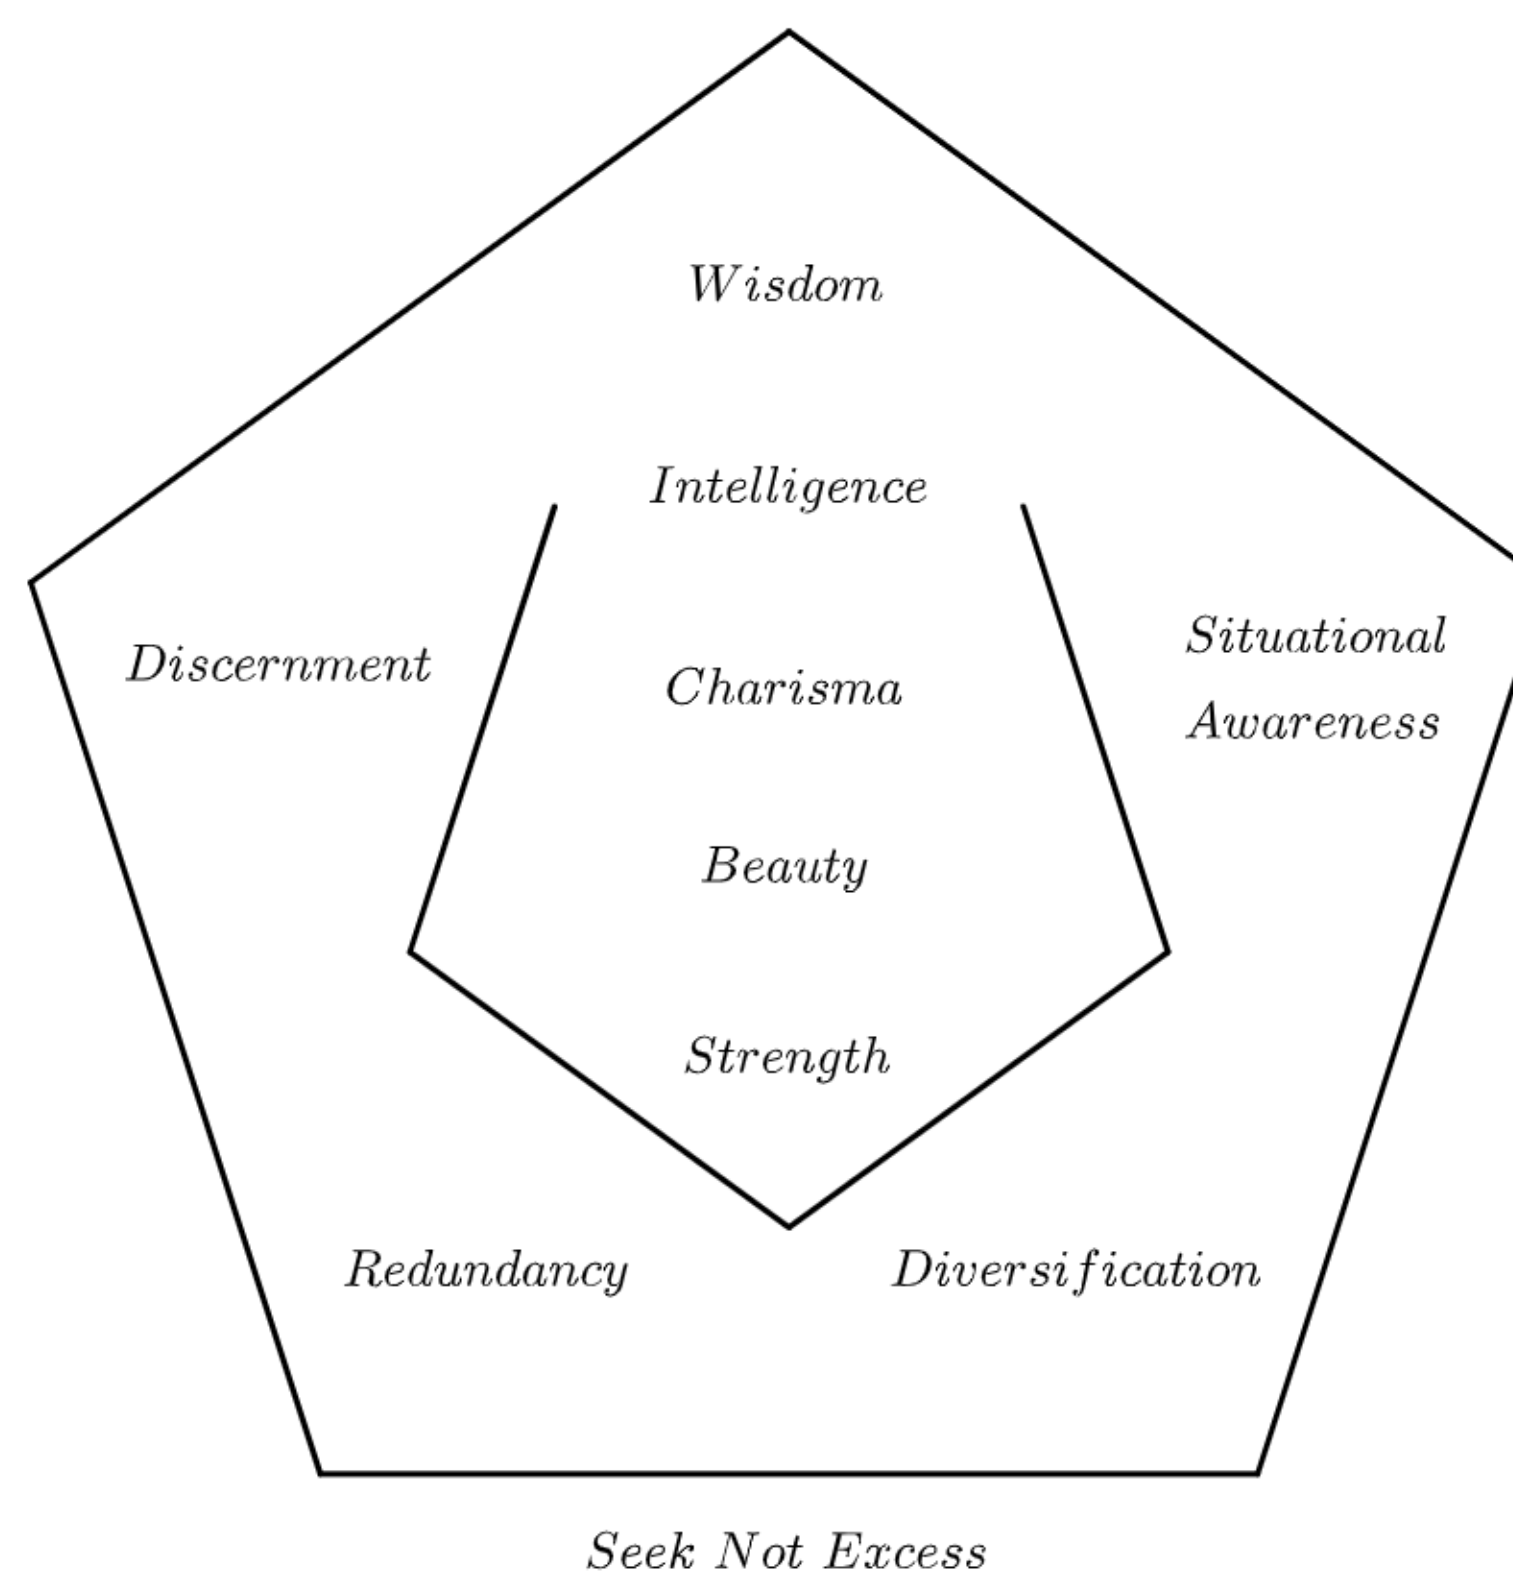 Wisdom
Intelligence
Discernment
Situational
Awareness
Charisma
Beauty
Strength
Redundancy
Diversification
Seek Not Excess